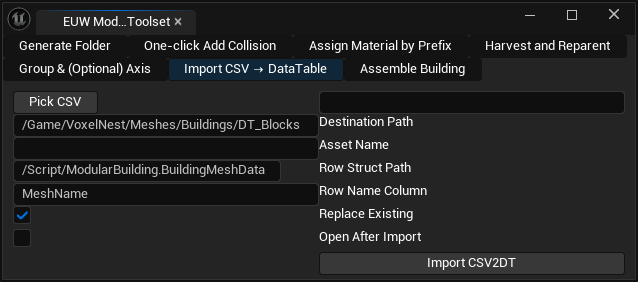 EUW Mod...Toolset
Generate Folder One-click Add Collision Assign Material by Prefix Harvest and Reparent
Group & (Optional) Axis Import CSV → DataTable Assemble Building
Pick CSV
/Game/VoxelNest/Meshes/Buildings/DT_Blocks Destination Path
Asset Name
/Script/ModularBuilding.BuildingMeshData Row Struct Path
MeshName Row Name Column
Replace Existing
Open After Import
Import CSV2DT